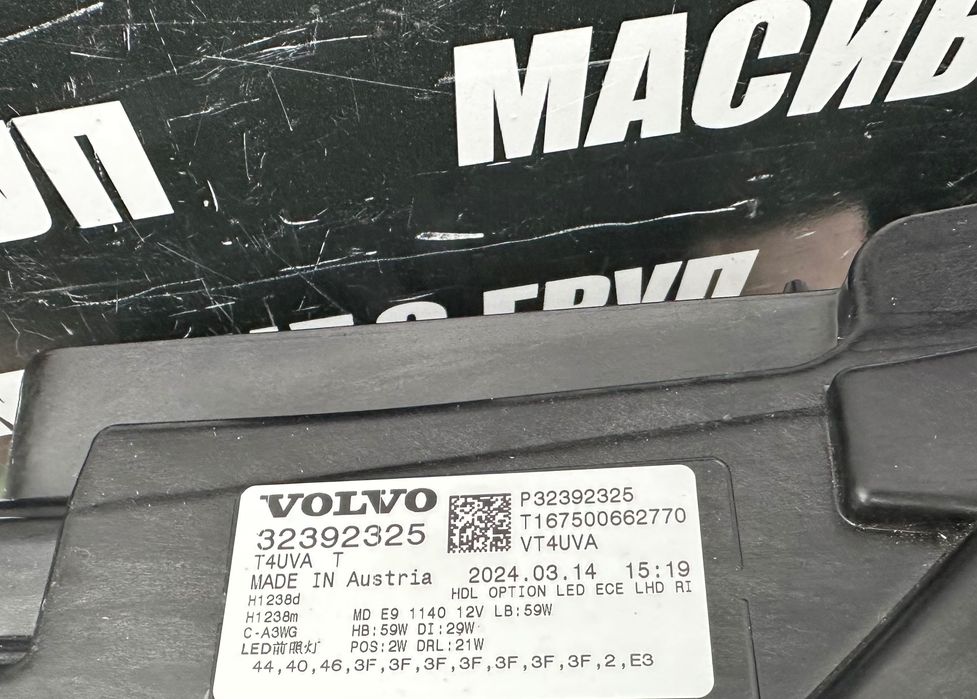 МАСИВ
УП
ГРУП
VOLVO
32392325
T4UVA T
MADE IN Austria
P32392325
T167500662770
VT4UVA
2024.03.14 15:19
HDL OPTION LED ECE LHD RI
H1238d
H1238m MD E9 1140 12V LB:59W
C-A3WG HB:59W DI:29W
LED前照灯 POS:2W DRL:21W
44,40,46,3F,3F,3F,3F,3F,3F,3F,2,E3